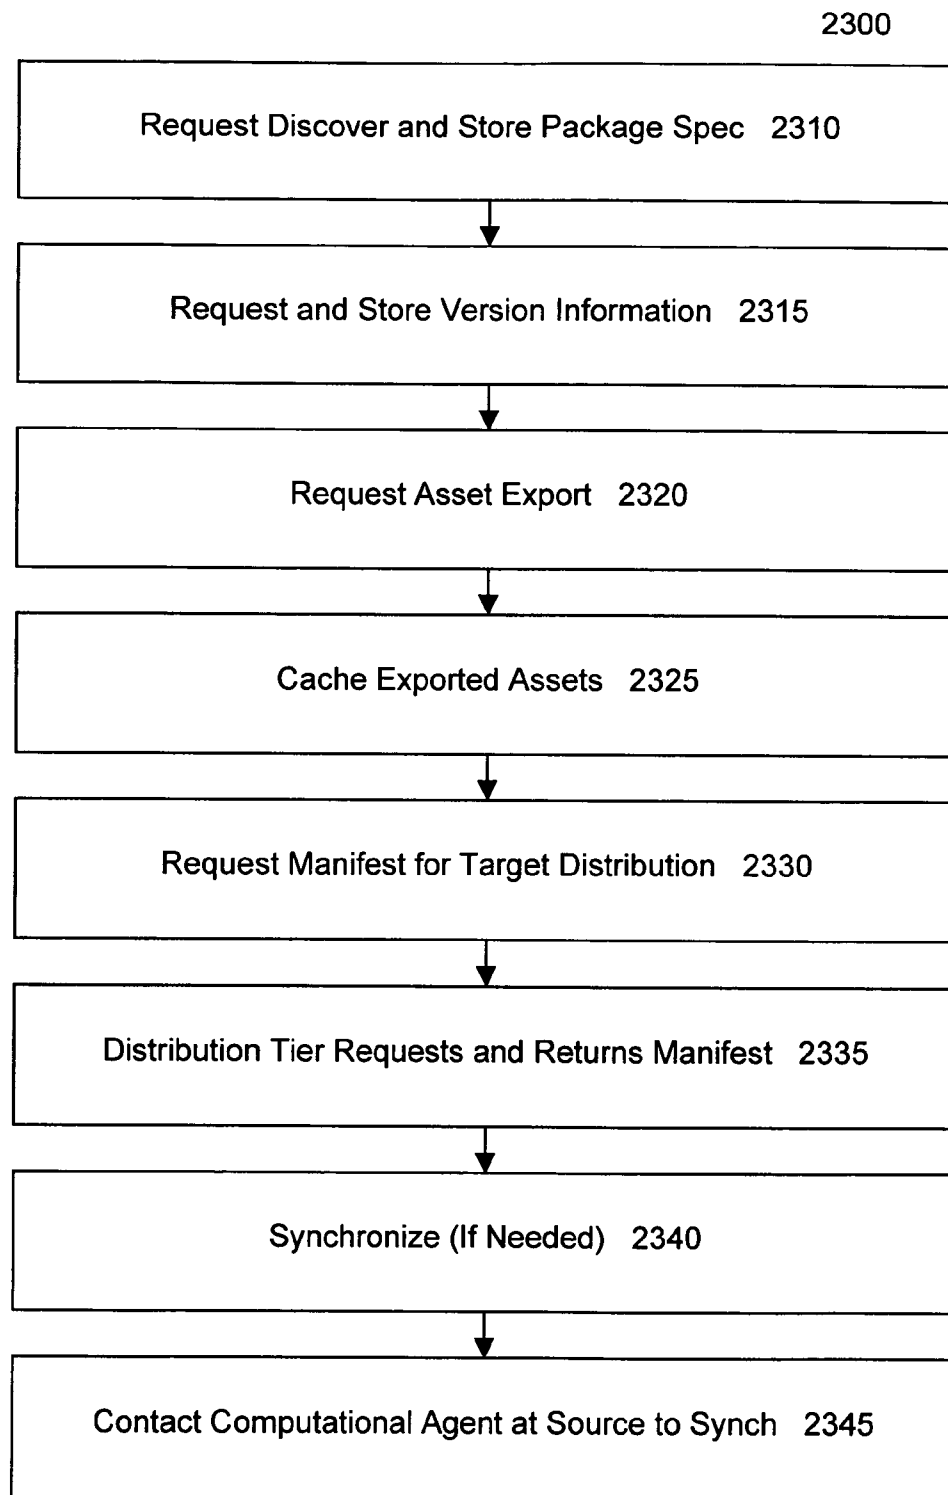 2300
Request Discover and Store Package Spec 2310
Request and Store Version Information 2315
Request Asset Export 2320
Cache Exported Assets 2325
Request Manifest for Target Distribution 2330
Distribution Tier Requests and Returns Manifest 2335
Synchronize (If Needed) 2340
Contact Computational Agent at Source to Synch 2345